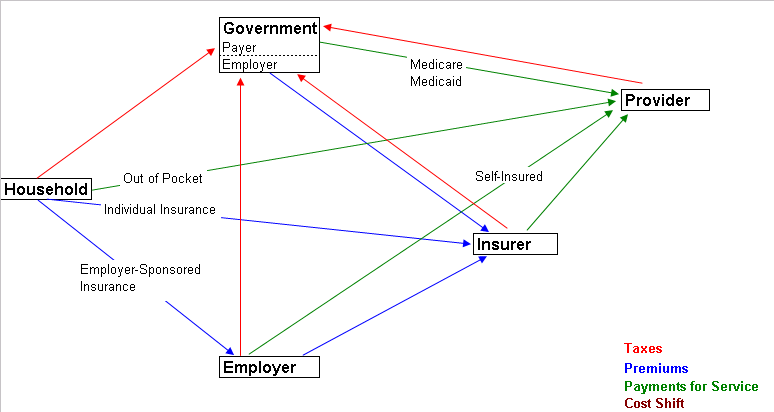 Government
Payer
Employer
Medicare
Medicaid
Provider
Out of Pocket
Self-Insured
Household
Individual Insurance
Insurer
Employer-Sponsored
Insurance
Employer
Taxes
Premiums
Payments for Service
Cost Shift